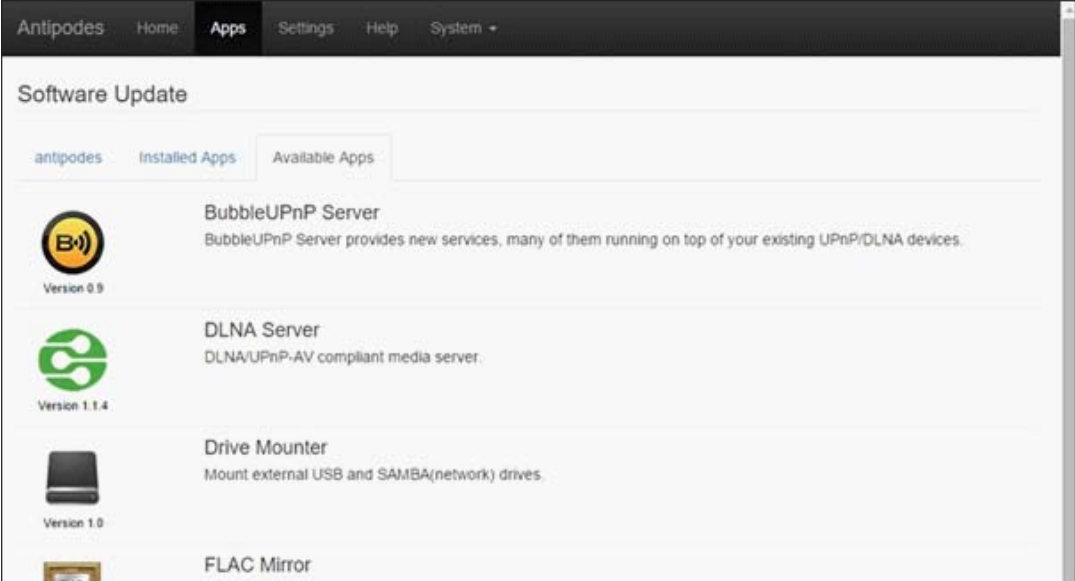 Antipodes Home Apps Settings Help System
Software Update
antipodes Installed Apps Available Apps
BubbleUPnP Server
BubbleUPnP Server provides new services, many of them running on top of your existing UPnP/DLNA devices.
B
Version 0.9
DLNA Server
DLNA/UPnP-AV compliant media server.
Version 1.1.4
Drive Mounter
Mount external USB and SAMBA(network) drives.
Version 1.0
FLAC Mirror